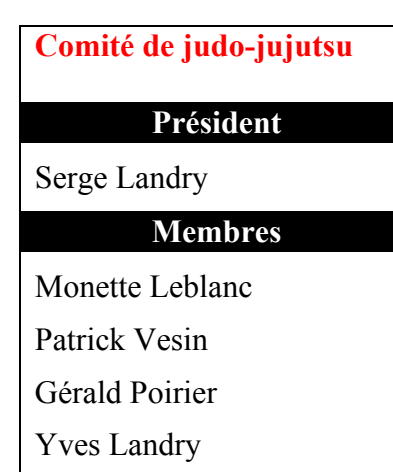 Comité de judo-jujutsu
Président
Serge Landry
Membres
Monette Leblanc
Patrick Vesin
Gérald Poirier
Yves Landry